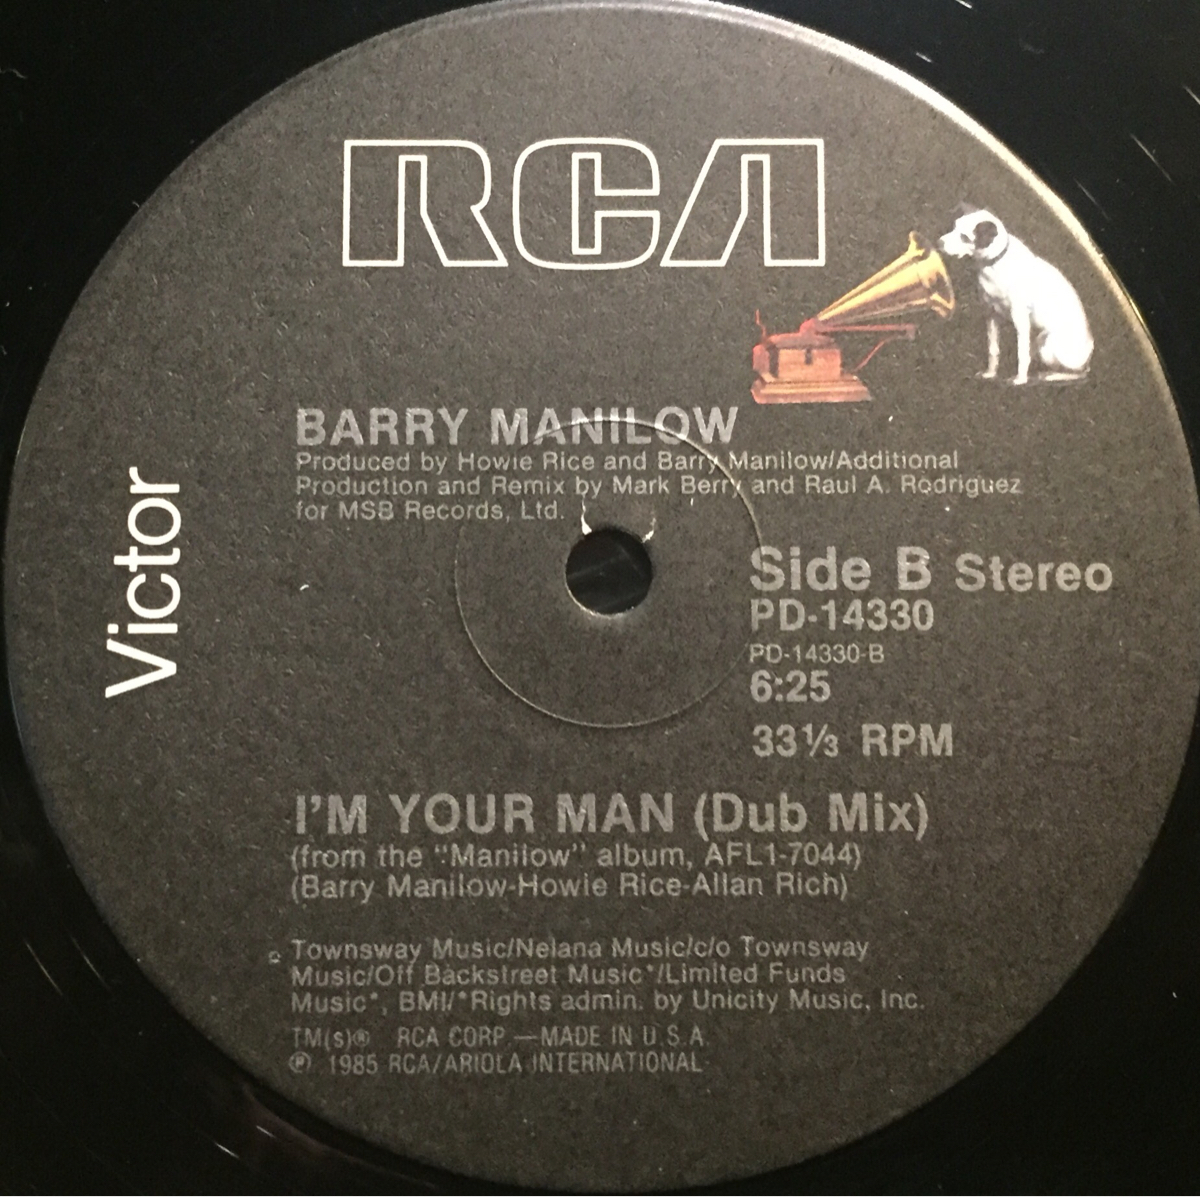 RCA
BARRY MANILOW
Produced by Howie Rice and Barry Manilow/Additional
Production and Remix by Mark Berry and Raul A. Rodriguez
for MSB Records, Ltd.
Victor
Side B Stereo
PD-14330
PD-14330-B
6:25
33⅓ RPM
I'M YOUR MAN (Dub Mix)
(from the "Manilow" album, AFL1-7044)
(Barry Manilow-Howie Rice-Allan Rich)
Townsway Music/Nelana Music/c/o Townsway
Music/Off Backstreet Music*/Limited Funds
Music*, BMI/*Rights admin. by Unicity Music, Inc.
TM(s)® RCA CORP.—MADE IN U.S.A.
℗ 1985 RCA/ARIOLA INTERNATIONAL